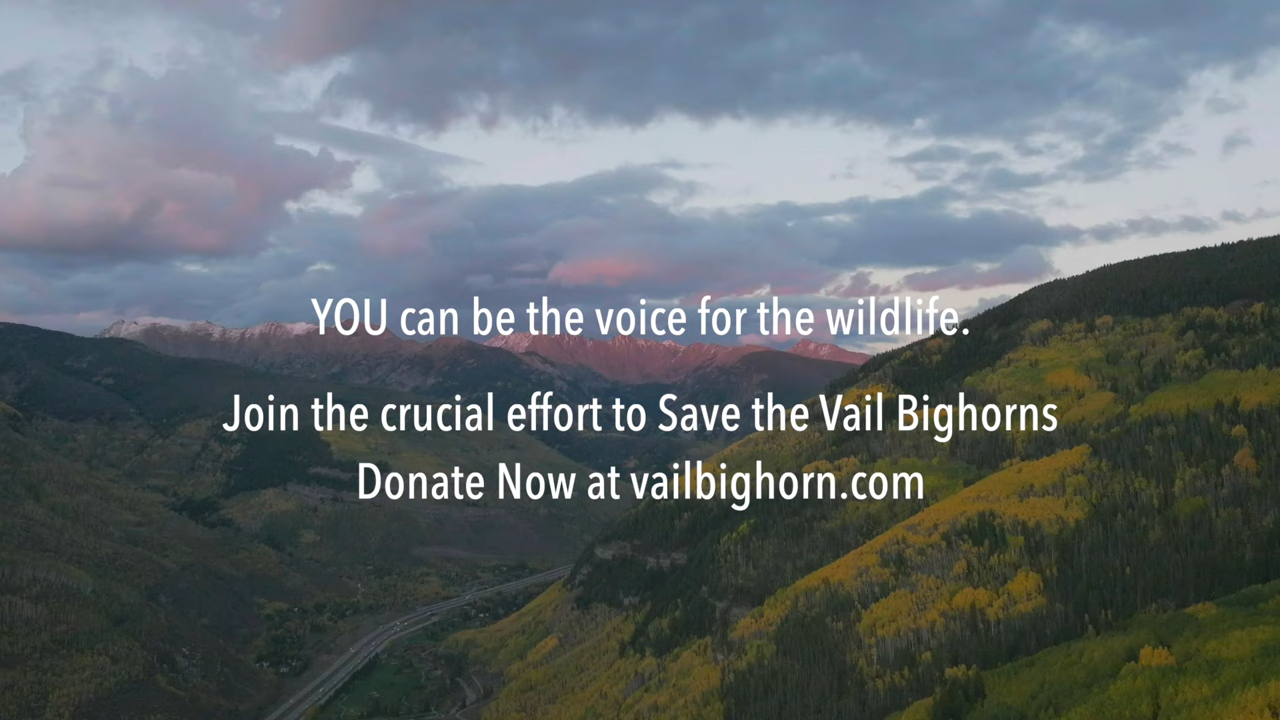 YOU can be the voice for the wildlife.
Join the crucial effort to Save the Vail Bighorns
Donate Now at vailbighorn.com